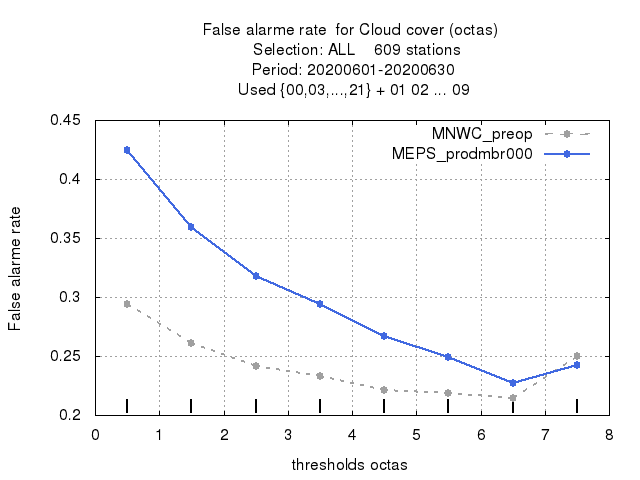 False alarme rate  for Cloud cover (octas)
Selection: ALL    609 stations
Period: 20200601-20200630
Used {00,03,...,21} + 01 02 ... 09
MNWC_preop
MEPS_prodmbr000
False alarme rate
0.45
0.4
0.35
0.3
0.25
0.2
0 1 2 3 4 5 6 7 8
thresholds octas